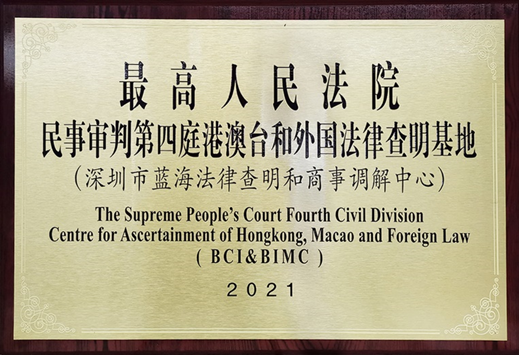 最高人民法院
民事审判第四庭港澳台和外国法律查明基地
(深圳市蓝海法律查明和商事调解中心)
The Supreme People's Court Fourth Civil Division
Centre for Ascertainment of Hongkong, Macao and Foreign Law
( BCI&BIMC )
2021